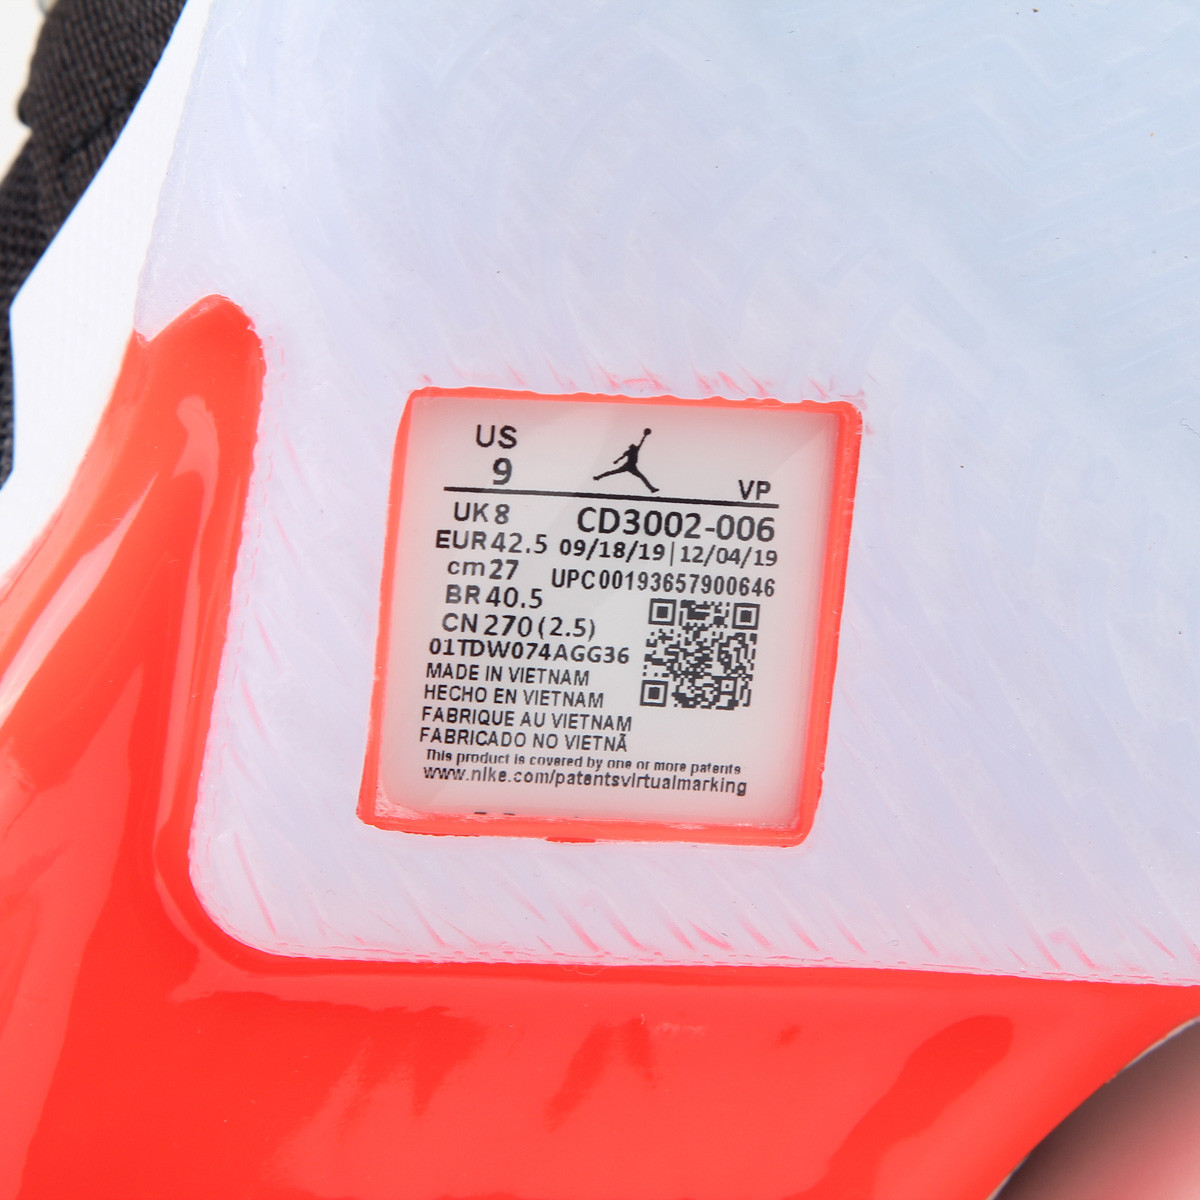 US
9
VP
UK 8
CD3002-006
EUR 42.5
09/18/19|12/04/19
cm 27
UPC00193657900646
BR 40.5
CN 270 (2.5)
01TDW074AGG36
MADE IN VIETNAM
HECHO EN VIETNAM
FABRIQUE AU VIETNAM
FABRICADO NO VIETNÃ
This product is covered by one or more patents
www.nike.com/patentsvirtualmarking